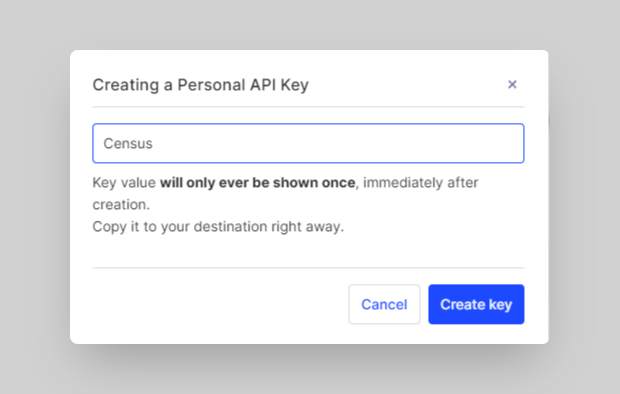 Creating a Personal API Key
×
Census
Key value will only ever be shown once, immediately after
creation.
Copy it to your destination right away.
Cancel
Create key